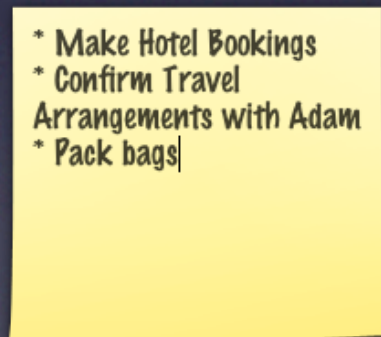 * Make Hotel Bookings
* Confirm Travel
Arrangements with Adam
* Pack bags